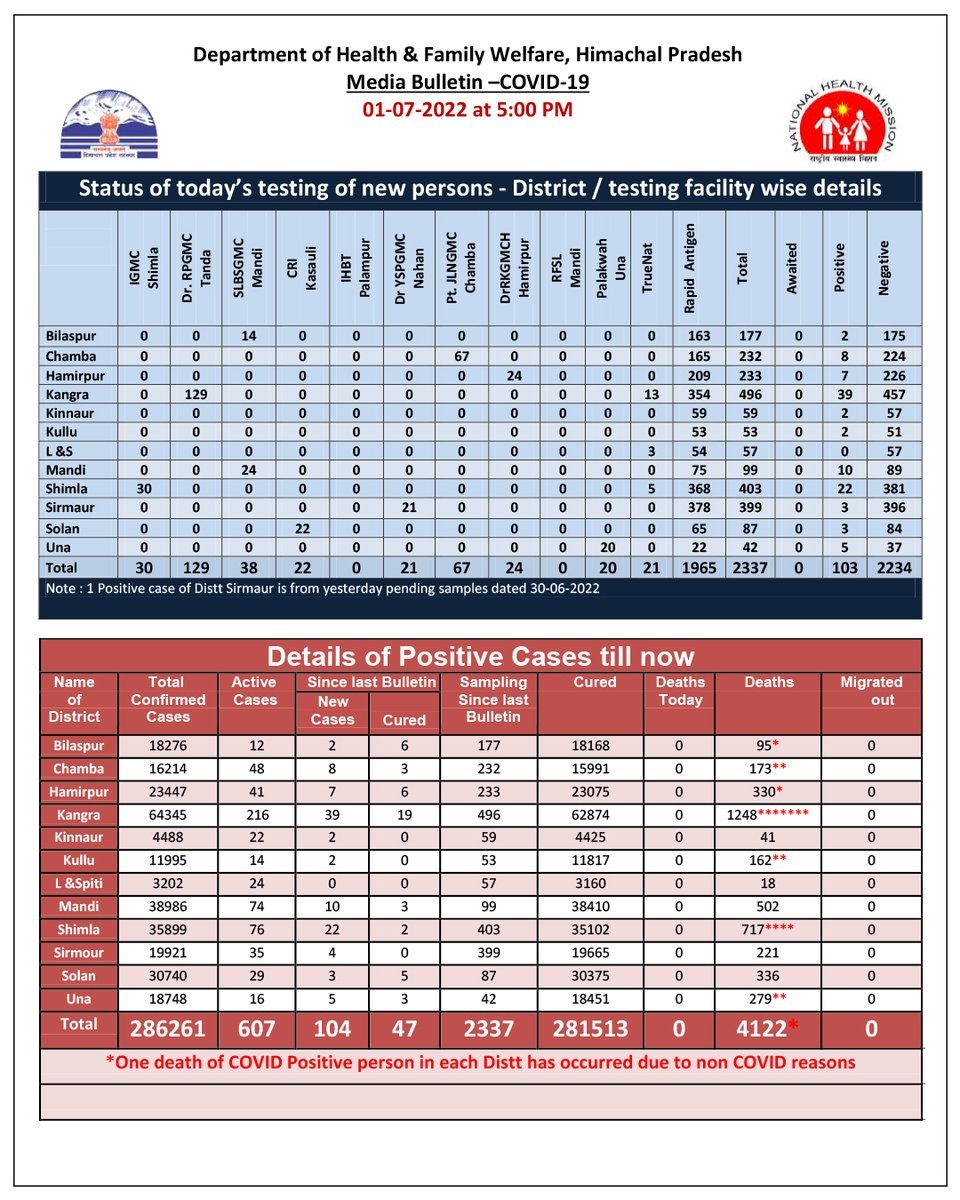 Department of Health & Family Welfare, Himachal Pradesh
Media Bulletin –COVID-19
01-07-2022 at 5:00 PM
NATIONAL HEALTH MISSION
राष्ट्रीय स्वास्थ्य मिशन
Status of today's testing of new persons - District / testing facility wise details
IGMC Shimla Dr. RPGMC Tanda SLBSGMC Mandi CRI Kasauli IHBT Palampur Dr YSPGMC Nahan Pt. JLNGMC Chamba DrRKGMCH Hamirpur RFSL Mandi Palakwah Una TrueNat Rapid Antigen Total Awaited Positive Negative
Bilaspur 0 0 14 0 0 0 0 0 0 0 0 163 177 0 2 175
Chamba 0 0 0 0 0 0 67 0 0 0 0 165 232 0 8 224
Hamirpur 0 0 0 0 0 0 0 24 0 0 0 209 233 0 7 226
Kangra 0 129 0 0 0 0 0 0 0 0 13 354 496 0 39 457
Kinnaur 0 0 0 0 0 0 0 0 0 0 0 59 59 0 2 57
Kullu 0 0 0 0 0 0 0 0 0 0 0 53 53 0 2 51
L &S 0 0 0 0 0 0 0 0 0 0 3 54 57 0 0 57
Mandi 0 0 24 0 0 0 0 0 0 0 0 75 99 0 10 89
Shimla 30 0 0 0 0 0 0 0 0 0 5 368 403 0 22 381
Sirmaur 0 0 0 0 0 21 0 0 0 0 0 378 399 0 3 396
Solan 0 0 0 22 0 0 0 0 0 0 0 65 87 0 3 84
Una 0 0 0 0 0 0 0 0 0 20 0 22 42 0 5 37
Total 30 129 38 22 0 21 67 24 0 20 21 1965 2337 0 103 2234
Note : 1 Positive case of Distt Sirmaur is from yesterday pending samples dated 30-06-2022
Details of Positive Cases till now
Name of District Total Confirmed Cases Active Cases Since last Bulletin New Cases Cured Sampling Since last Bulletin Cured Deaths Today Deaths Migrated out
Bilaspur 18276 12 2 6 177 18168 0 95* 0
Chamba 16214 48 8 3 232 15991 0 173** 0
Hamirpur 23447 41 7 6 233 23075 0 330* 0
Kangra 64345 216 39 19 496 62874 0 1248******* 0
Kinnaur 4488 22 2 0 59 4425 0 41 0
Kullu 11995 14 2 0 53 11817 0 162** 0
L &Spiti 3202 24 0 0 57 3160 0 18 0
Mandi 38986 74 10 3 99 38410 0 502 0
Shimla 35899 76 22 2 403 35102 0 717**** 0
Sirmour 19921 35 4 0 399 19665 0 221 0
Solan 30740 29 3 5 87 30375 0 336 0
Una 18748 16 5 3 42 18451 0 279** 0
Total 286261 607 104 47 2337 281513 0 4122* 0
*One death of COVID Positive person in each Distt has occurred due to non COVID reasons